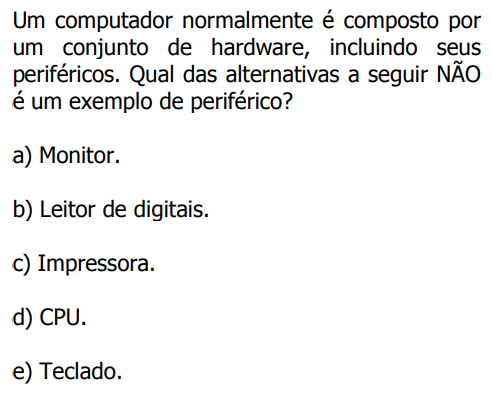 Um computador normalmente é composto por
um conjunto de hardware, incluindo seus
periféricos. Qual das alternativas a seguir NÃO
é um exemplo de periférico?
a) Monitor.
b) Leitor de digitais.
c) Impressora.
d) CPU.
e) Teclado.